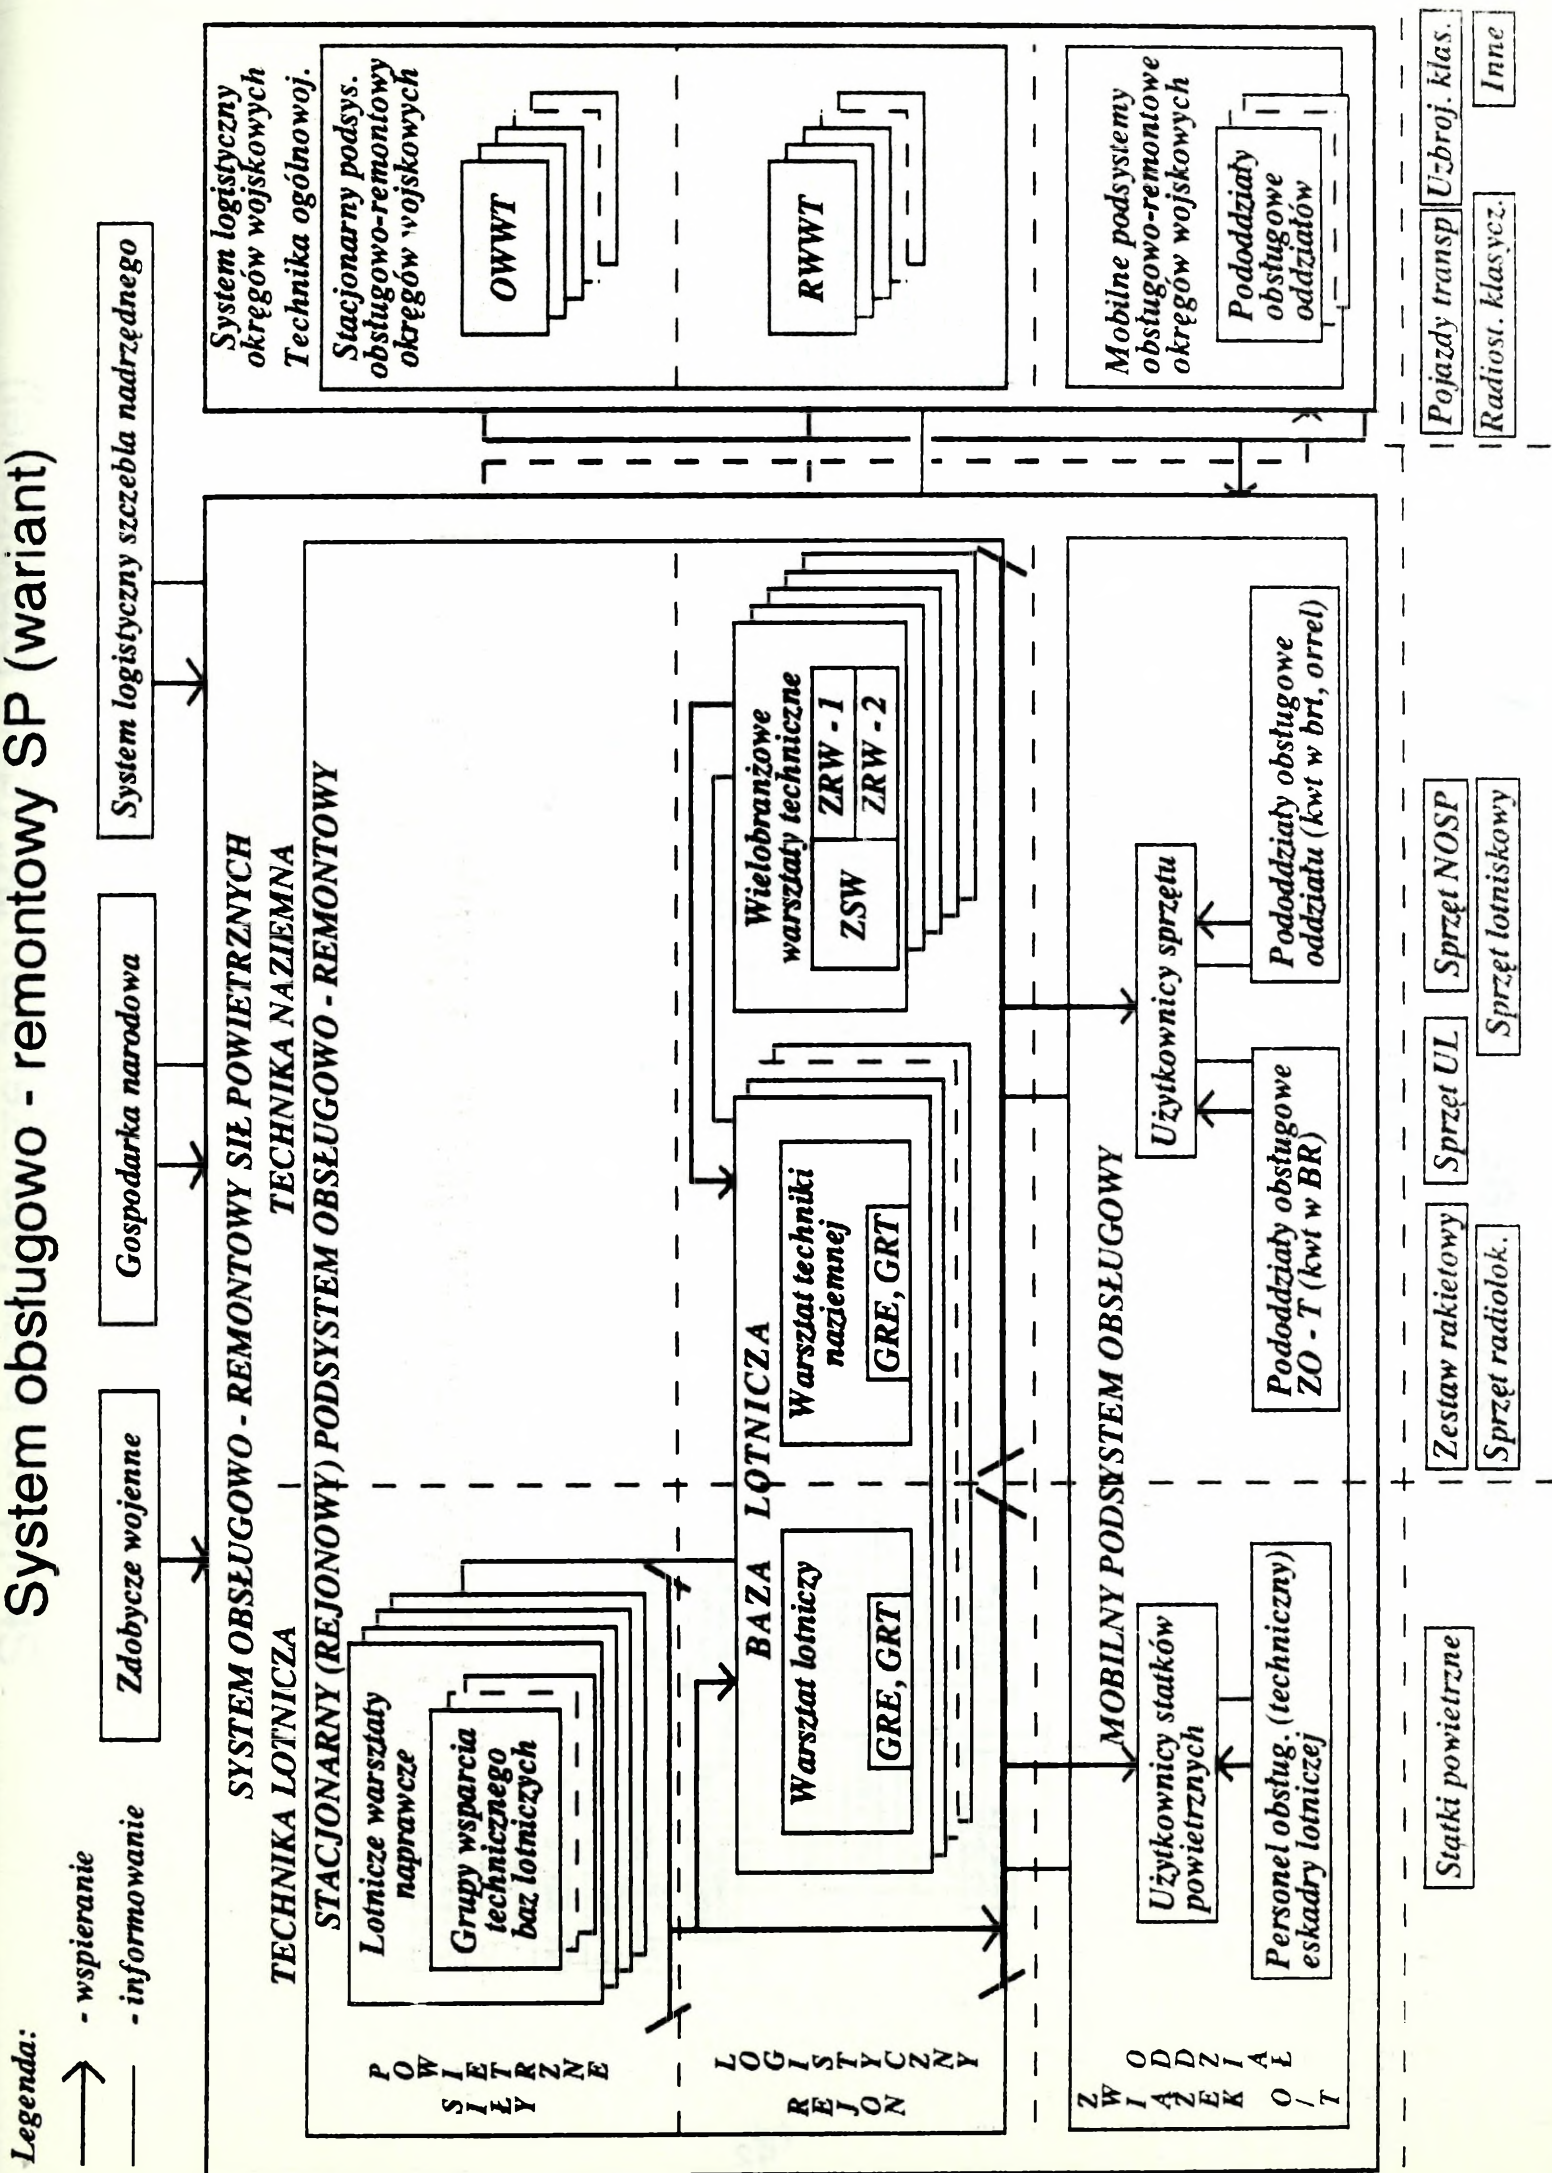 System obsługowo - remontowy SP (wariant)
Legenda:
- wspieranie
- informowanie
Zdobycze wojenne
Gospodarka narodowa
System logistyczny szczebla nadrzędnego
SYSTEM OBSŁUGOWO - REMONTOWY SIŁ POWIETRZNYCH
TECHNIKA LOTNICZA
TECHNIKA NAZIEMNA
STACJONARNY (REJONOWY) PODSYSTEM OBSŁUGOWO - REMONTOWY
SIŁY
POWIETRZNE
Lotnicze warsztaty
naprawcze
Grupy wsparcia
technicznego
baz lotniczych
REJON
LOGISTYCZNY
BAZA LOTNICZA
Warsztat lotniczy
GRE, GRT
Warsztat techniki
naziemnej
GRE, GRT
Wielobranżowe
warsztaty techniczne
ZSW
ZRW - 1
ZRW - 2
MOBILNY PODSYSTEM OBSŁUGOWY
ZWIĄZEK O/T
ODDZIAŁ
Użytkownicy statków
powietrznych
Personel obsług. (techniczny)
eskadry lotniczej
Użytkownicy sprzętu
Pododdziały obsługowe
ZO - T (kwt w BR)
Pododdziały obsługowe
oddziału (kwt w brt, orrel)
System logistyczny
okręgów wojskowych
Technika ogólnowoj.
Stacjonarny podsys.
obsługowo-remontowy
okręgów wojskowych
OWWT
RWWT
Mobilne podsystemy
obsługowo-remontowe
okręgów wojskowych
Pododdziały
obsługowe
oddziałów
Statki powietrzne
Zestaw rakietowy
Sprzęt UL
Sprzęt NOSP
Sprzęt radiolok.
Sprzęt lotniskowy
Pojazdy transp
Uzbroj. klas.
Radiost. klasycz.
Inne